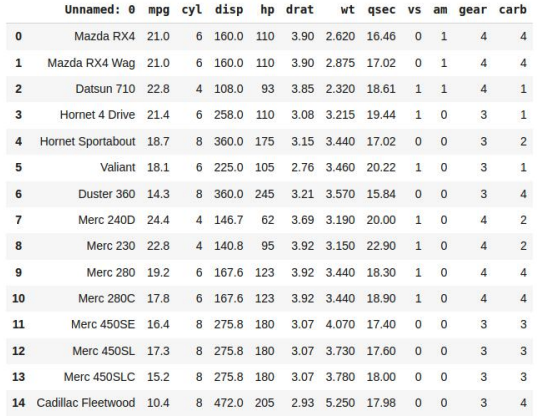 Unnamed: 0 mpg cyl disp hp drat wt qsec vs am gear carb
0 Mazda RX4 21.0 6 160.0 110 3.90 2.620 16.46 0 1 4 4
1 Mazda RX4 Wag 21.0 6 160.0 110 3.90 2.875 17.02 0 1 4 4
2 Datsun 710 22.8 4 108.0 93 3.85 2.320 18.61 1 1 4 1
3 Hornet 4 Drive 21.4 6 258.0 110 3.08 3.215 19.44 1 0 3 1
4 Hornet Sportabout 18.7 8 360.0 175 3.15 3.440 17.02 0 0 3 2
5 Valiant 18.1 6 225.0 105 2.76 3.460 20.22 1 0 3 1
6 Duster 360 14.3 8 360.0 245 3.21 3.570 15.84 0 0 3 4
7 Merc 240D 24.4 4 146.7 62 3.69 3.190 20.00 1 0 4 2
8 Merc 230 22.8 4 140.8 95 3.92 3.150 22.90 1 0 4 2
9 Merc 280 19.2 6 167.6 123 3.92 3.440 18.30 1 0 4 4
10 Merc 280C 17.8 6 167.6 123 3.92 3.440 18.90 1 0 4 4
11 Merc 450SE 16.4 8 275.8 180 3.07 4.070 17.40 0 0 3 3
12 Merc 450SL 17.3 8 275.8 180 3.07 3.730 17.60 0 0 3 3
13 Merc 450SLC 15.2 8 275.8 180 3.07 3.780 18.00 0 0 3 3
14 Cadillac Fleetwood 10.4 8 472.0 205 2.93 5.250 17.98 0 0 3 4